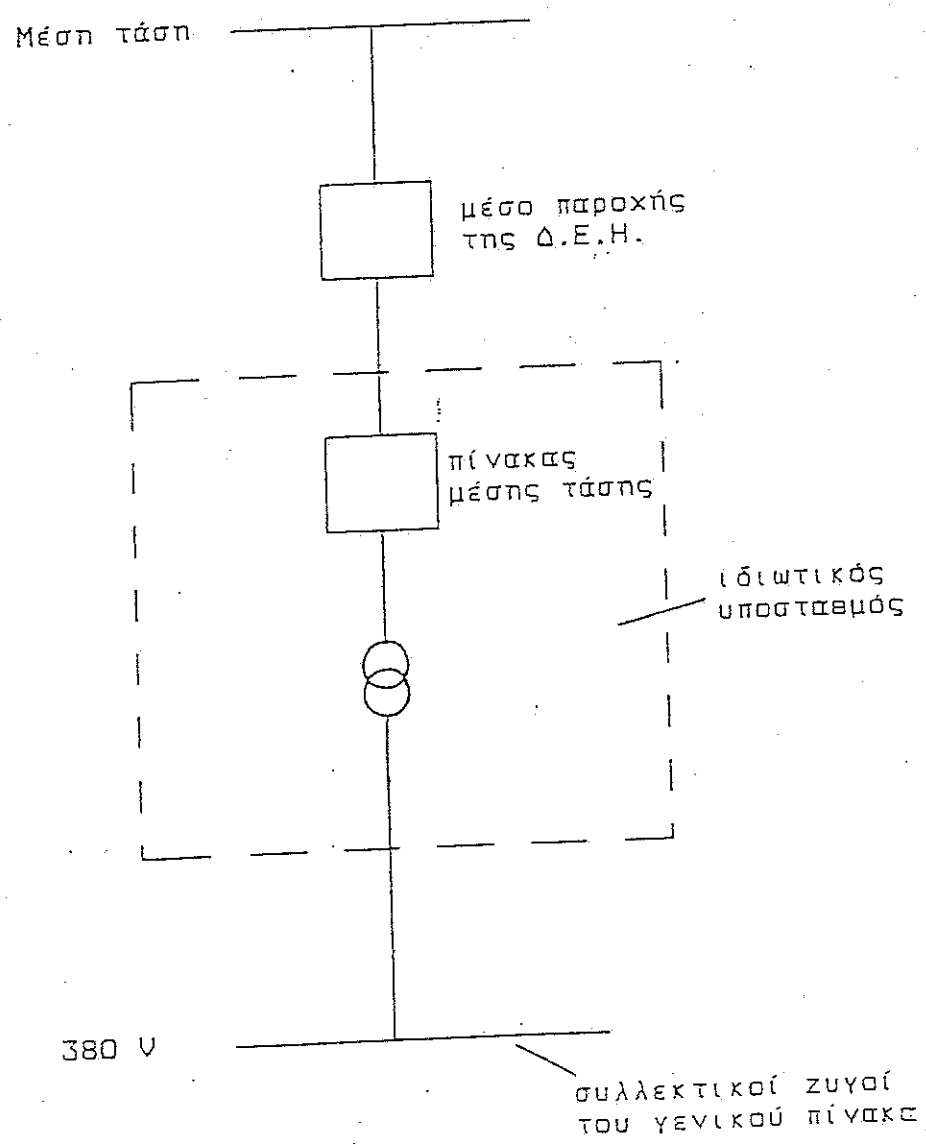 Μέση τάση
μέσο παροχής
της Δ.Ε.Η.
πίνακας
μέσης τάσης
ιδιωτικός
υποσταθμός
380 V
συλλεκτικοί ζυγοί
του γενικού πίνακα